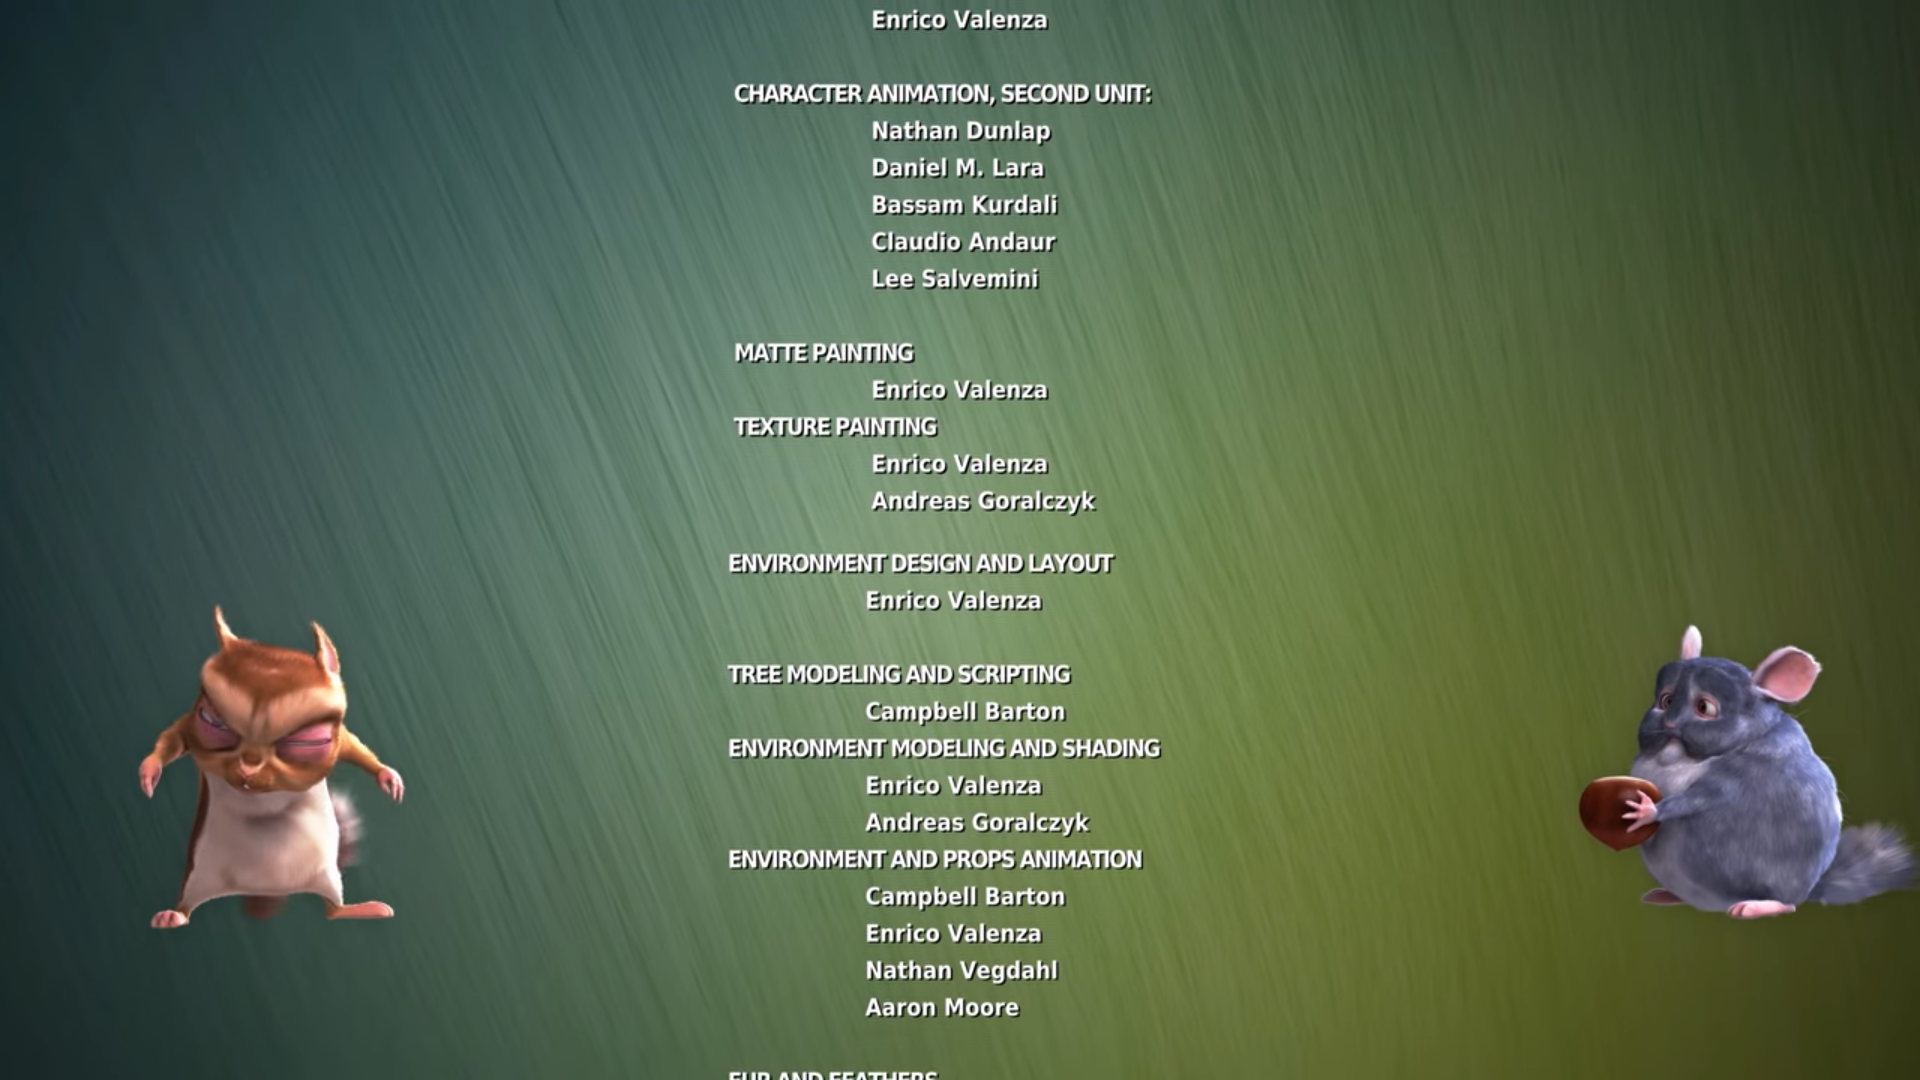 Enrico Valenza
CHARACTER ANIMATION, SECOND UNIT:
Nathan Dunlap
Daniel M. Lara
Bassam Kurdali
Claudio Andaur
Lee Salvemini
MATTE PAINTING
Enrico Valenza
TEXTURE PAINTING
Enrico Valenza
Andreas Goralczyk
ENVIRONMENT DESIGN AND LAYOUT
Enrico Valenza
TREE MODELING AND SCRIPTING
Campbell Barton
ENVIRONMENT MODELING AND SHADING
Enrico Valenza
Andreas Goralczyk
ENVIRONMENT AND PROPS ANIMATION
Campbell Barton
Enrico Valenza
Nathan Vegdahl
Aaron Moore
FUR AND FEATHERS